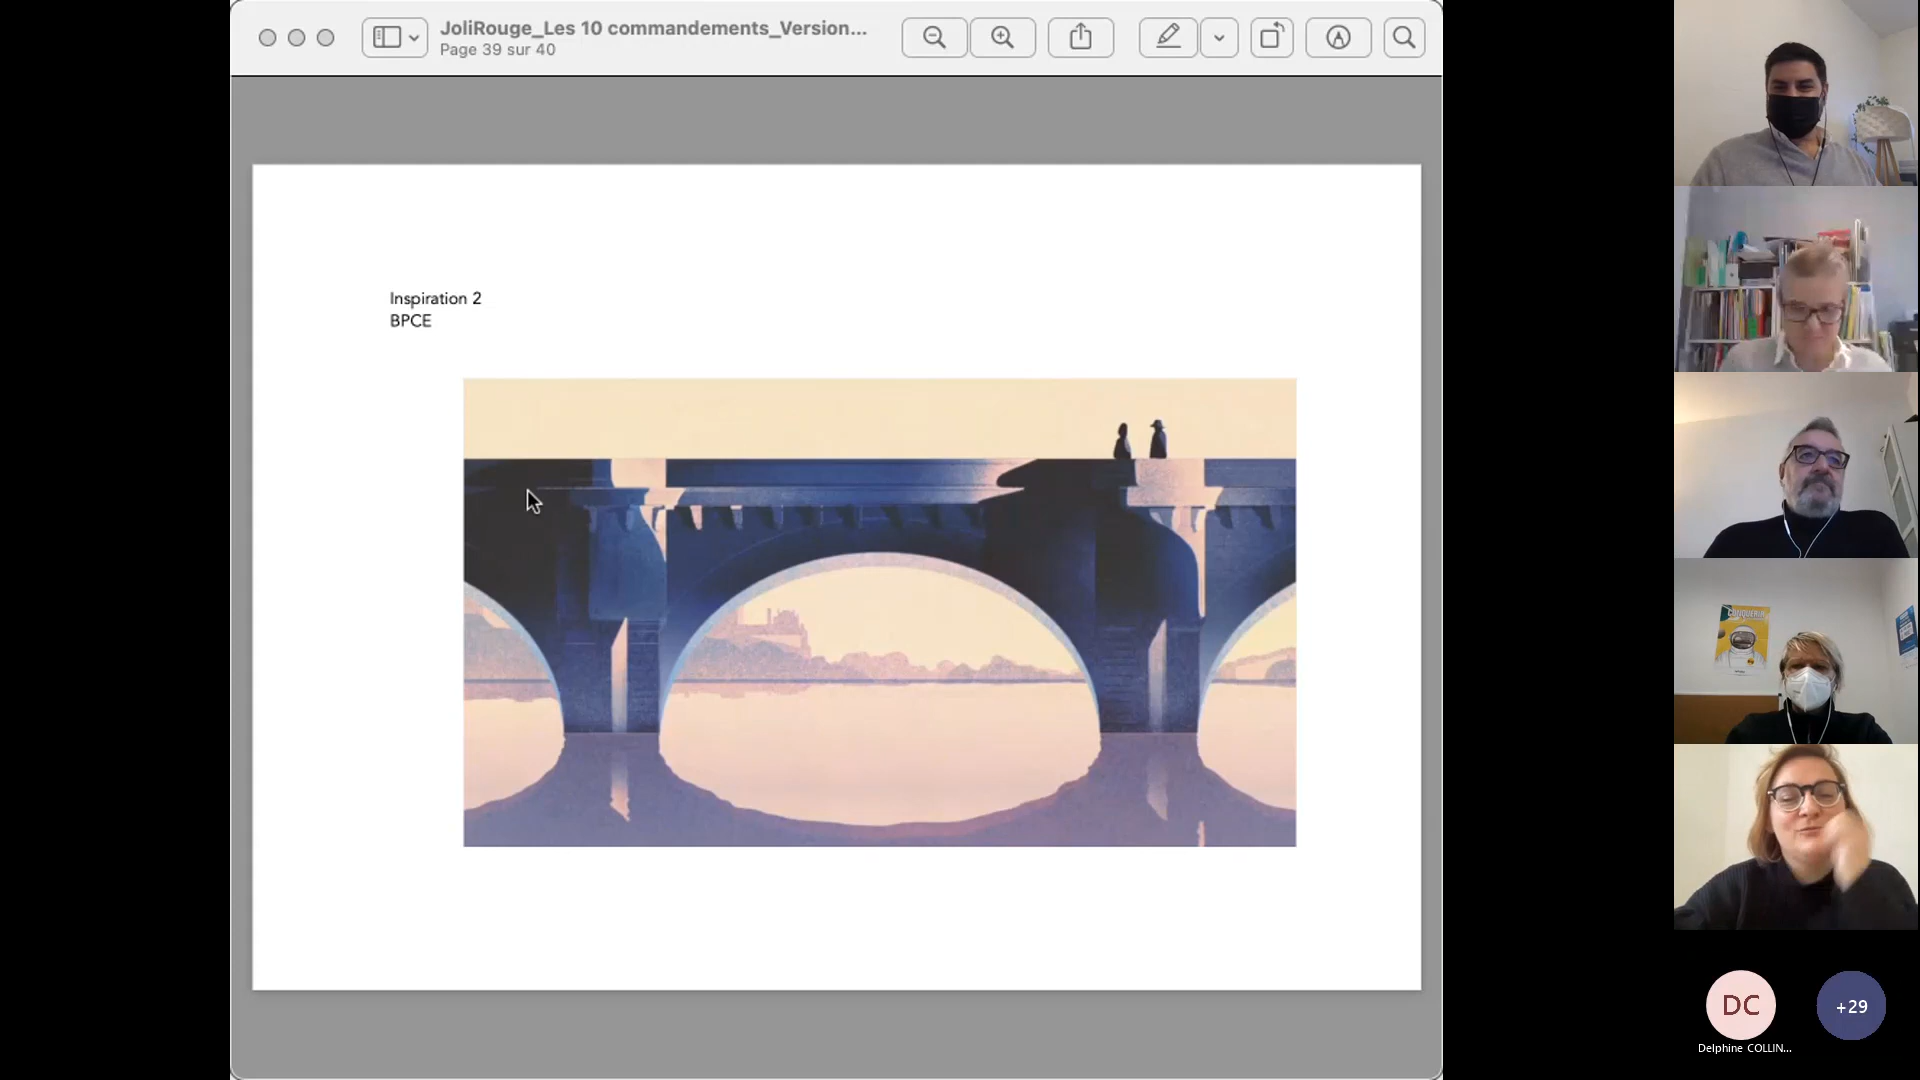 JoliRouge_Les 10 commandements_Version...
Page 39 sur 40
Inspiration 2
BPCE
DC
+29
Delphine COLLIN...